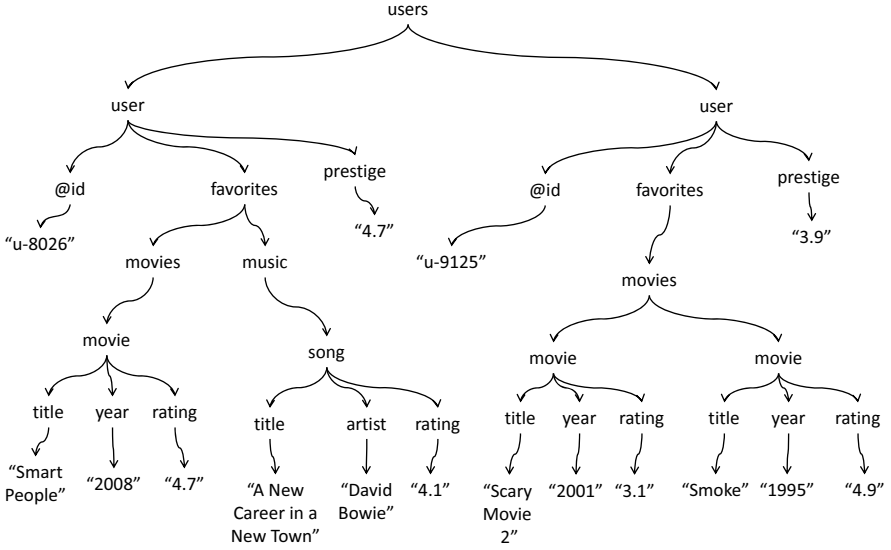 users
user
user
@id
favorites
prestige
@id
favorites
prestige
“u-8026”
“4.7”
“u-9125”
“3.9”
movies
music
movies
movie
song
movie
movie
title
year
rating
title
artist
rating
title
year
rating
title
year
rating
“Smart
People”
“2008”
“4.7”
“A New
Career in a
New Town”
“David
Bowie”
“4.1”
“Scary
Movie
2”
“2001”
“3.1”
“Smoke”
“1995”
“4.9”